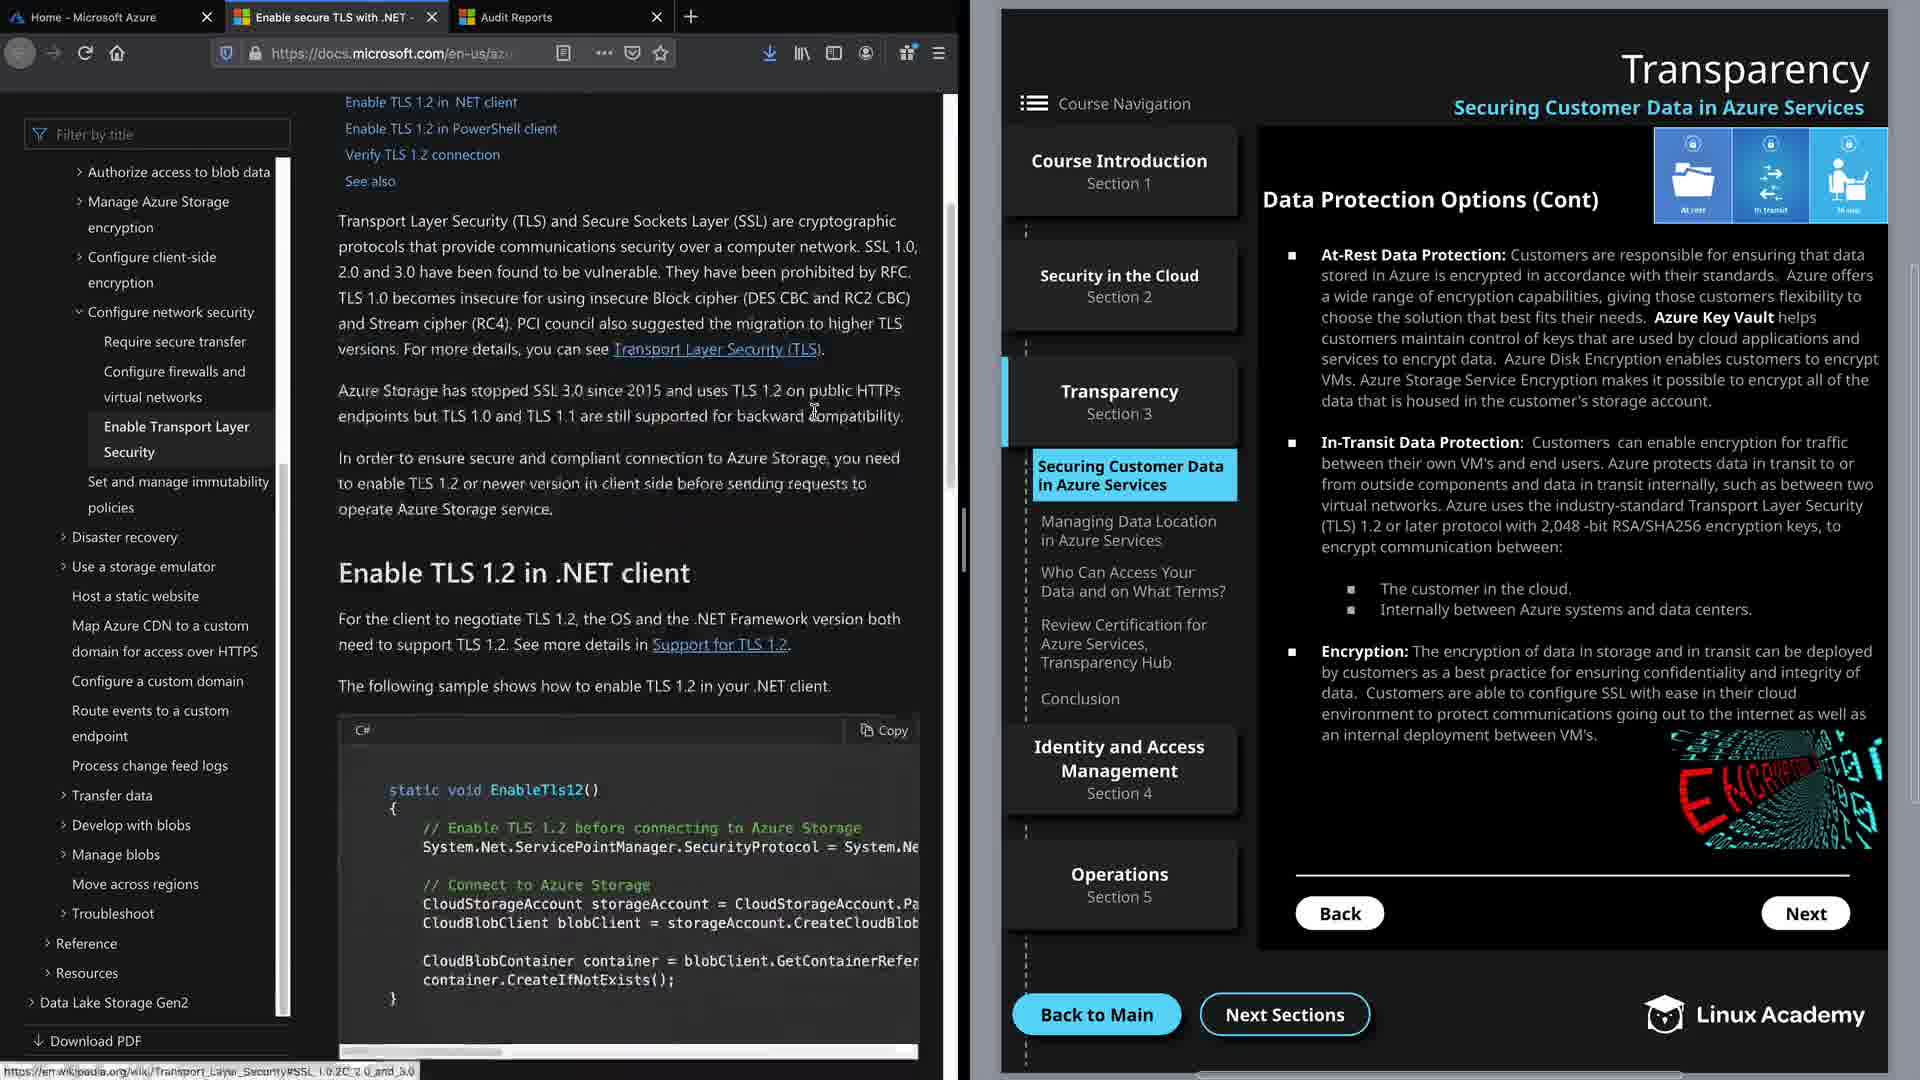 Home - Microsoft Azure
Enable secure TLS with .NET -
Audit Reports
https://docs.microsoft.com/en-us/az
Filter by title
Authorize access to blob data
Manage Azure Storage
encryption
Configure client-side
encryption
Configure network security
Require secure transfer
Configure firewalls and
virtual networks
Enable Transport Layer
Security
Set and manage immutability
policies
Disaster recovery
Use a storage emulator
Host a static website
Map Azure CDN to a custom
domain for access over HTTPS
Configure a custom domain
Route events to a custom
endpoint
Process change feed logs
Transfer data
Develop with blobs
Manage blobs
Move across regions
Troubleshoot
Reference
Resources
Data Lake Storage Gen2
Download PDF
https://en.wikipedia.org/wiki/Transport_Layer_Security#SSL_1.0,2C_2.0_and_3.0
Enable TLS 1.2 in .NET client
Enable TLS 1.2 in PowerShell client
Verify TLS 1.2 connection
See also
Transport Layer Security (TLS) and Secure Sockets Layer (SSL) are cryptographic
protocols that provide communications security over a computer network. SSL 1.0,
2.0 and 3.0 have been found to be vulnerable. They have been prohibited by RFC.
TLS 1.0 becomes insecure for using insecure Block cipher (DES CBC and RC2 CBC)
and Stream cipher (RC4). PCI council also suggested the migration to higher TLS
versions. For more details, you can see Transport Layer Security (TLS).
Azure Storage has stopped SSL 3.0 since 2015 and uses TLS 1.2 on public HTTPs
endpoints but TLS 1.0 and TLS 1.1 are still supported for backward compatibility.
In order to ensure secure and compliant connection to Azure Storage, you need
to enable TLS 1.2 or newer version in client side before sending requests to
operate Azure Storage service.
Enable TLS 1.2 in .NET client
For the client to negotiate TLS 1.2, the OS and the .NET Framework version both
need to support TLS 1.2. See more details in Support for TLS 1.2.
The following sample shows how to enable TLS 1.2 in your .NET client.
C#
Copy
static void EnableTls12()
{
// Enable TLS 1.2 before connecting to Azure Storage
System.Net.ServicePointManager.SecurityProtocol = System.Ne
// Connect to Azure Storage
CloudStorageAccount storageAccount = CloudStorageAccount.Pa
CloudBlobClient blobClient = storageAccount.CreateCloudBlob
CloudBlobContainer container = blobClient.GetContainerRefer
container.CreateIfNotExists();
}
Transparency
Securing Customer Data in Azure Services
Course Navigation
Course Introduction
Section 1
Security in the Cloud
Section 2
Transparency
Section 3
Securing Customer Data
in Azure Services
Managing Data Location
in Azure Services
Who Can Access Your
Data and on What Terms?
Review Certification for
Azure Services,
Transparency Hub
Conclusion
Identity and Access
Management
Section 4
Operations
Section 5
At rest
In transit
In use
Data Protection Options (Cont)
At-Rest Data Protection: Customers are responsible for ensuring that data
stored in Azure is encrypted in accordance with their standards. Azure offers
a wide range of encryption capabilities, giving those customers flexibility to
choose the solution that best fits their needs. Azure Key Vault helps
customers maintain control of keys that are used by cloud applications and
services to encrypt data. Azure Disk Encryption enables customers to encrypt
VMs. Azure Storage Service Encryption makes it possible to encrypt all of the
data that is housed in the customer's storage account.
In-Transit Data Protection: Customers can enable encryption for traffic
between their own VM's and end users. Azure protects data in transit to or
from outside components and data in transit internally, such as between two
virtual networks. Azure uses the industry-standard Transport Layer Security
(TLS) 1.2 or later protocol with 2,048 -bit RSA/SHA256 encryption keys, to
encrypt communication between:
The customer in the cloud.
Internally between Azure systems and data centers.
Encryption: The encryption of data in storage and in transit can be deployed
by customers as a best practice for ensuring confidentiality and integrity of
data. Customers are able to configure SSL with ease in their cloud
environment to protect communications going out to the internet as well as
an internal deployment between VM's.
ENCRYPTION
Back
Next
Back to Main
Next Sections
Linux Academy